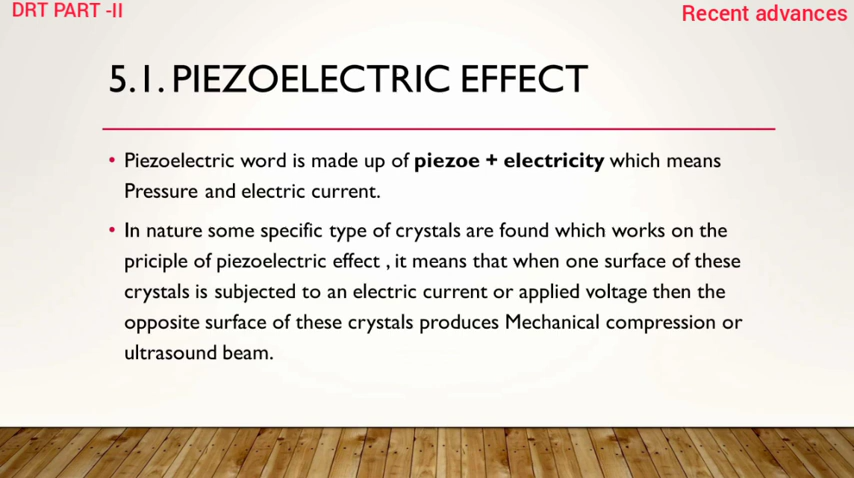 DRT PART -II
Recent advances
5.1. PIEZOELECTRIC EFFECT
• Piezoelectric word is made up of piezoe + electricity which means
Pressure and electric current.
• In nature some specific type of crystals are found which works on the
priciple of piezoelectric effect , it means that when one surface of these
crystals is subjected to an electric current or applied voltage then the
opposite surface of these crystals produces Mechanical compression or
ultrasound beam.